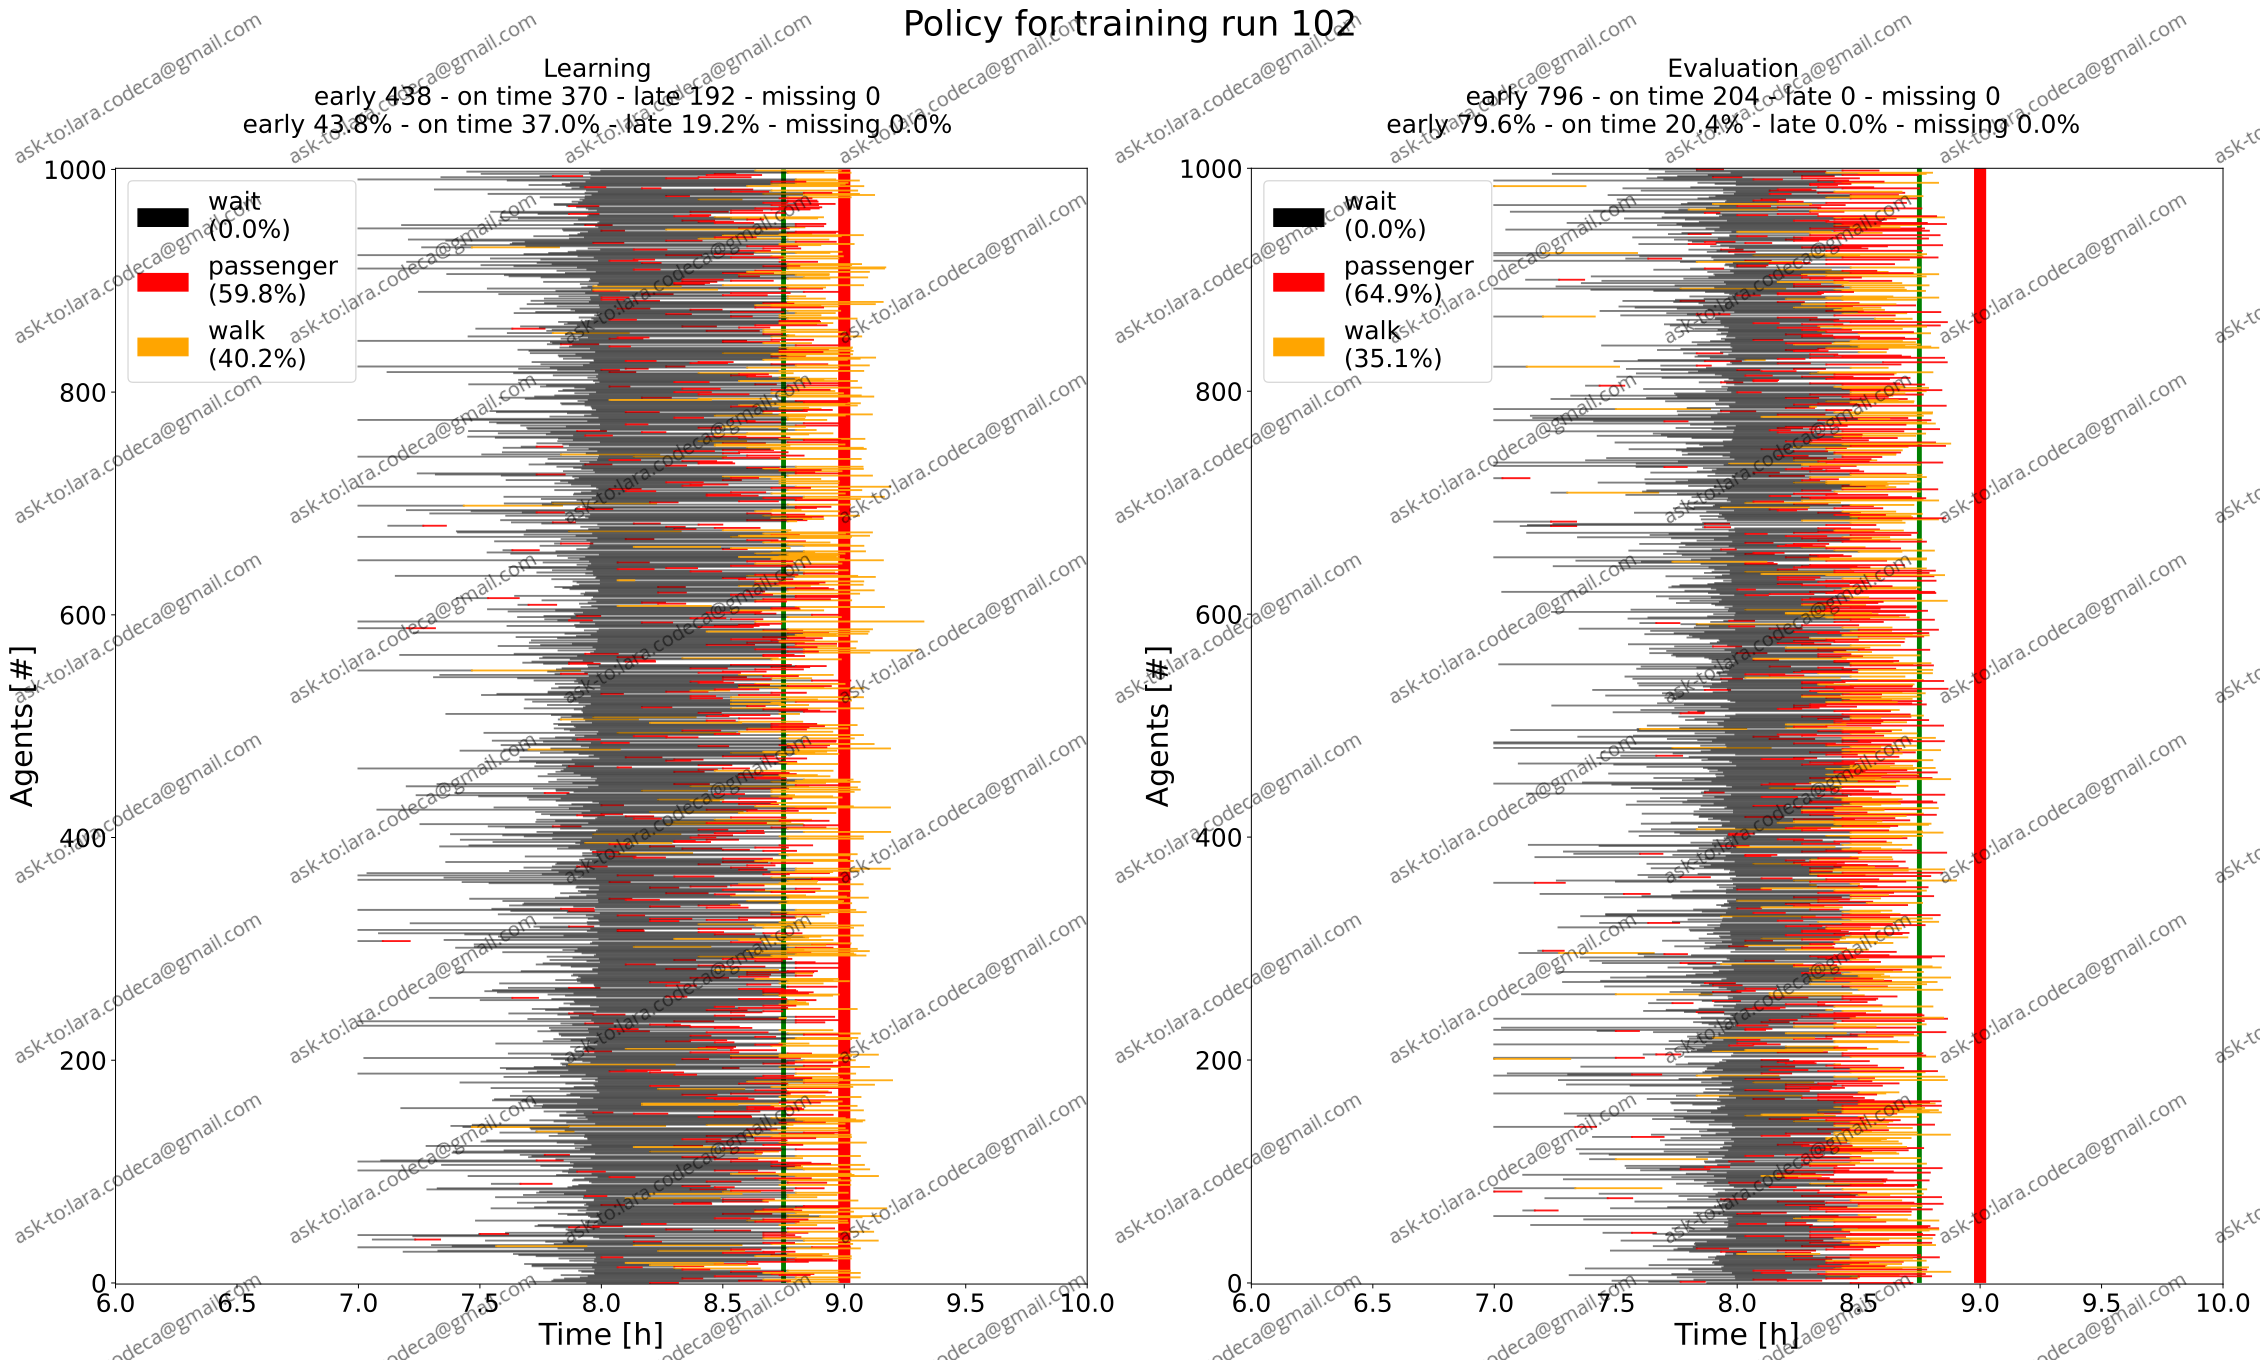 Policy for training run 102
Learning
early 438 - on time 370 - late 192 - missing 0
early 43.8% - on time 37.0% - late 19.2% - missing 0.0%
Evaluation
early 796 - on time 204 - late 0 - missing 0
early 79.6% - on time 20.4% - late 0.0% - missing 0.0%
wait
(0.0%)
passenger
(59.8%)
walk
(40.2%)
1000
800
600
400
200
0
Agents [#]
6.0 6.5 7.0 7.5 8.0 8.5 9.0 9.5 10.0
Time [h]
wait
(0.0%)
passenger
(64.9%)
walk
(35.1%)
1000
800
600
400
200
0
Agents [#]
6.0 6.5 7.0 7.5 8.0 8.5 9.0 9.5 10.0
Time [h]
ask-to:lara.codeca@gmail.com